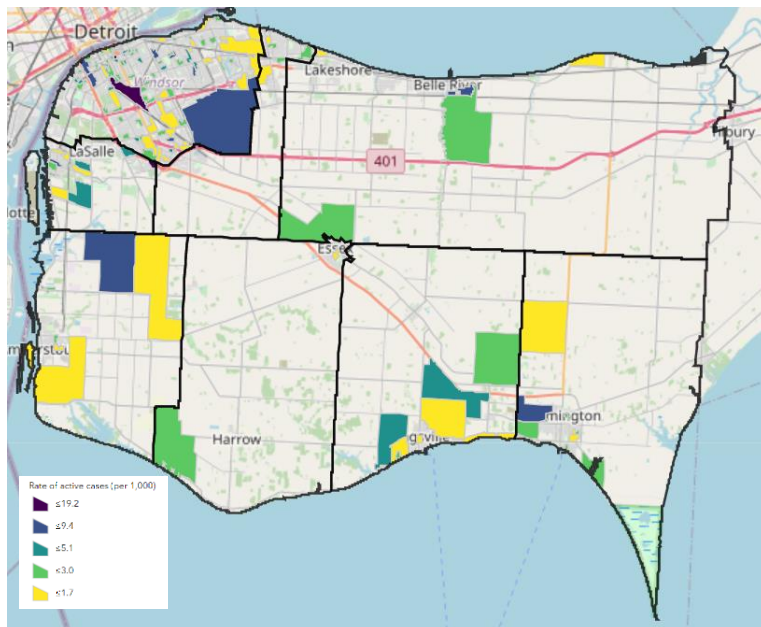 Detroit
Windsor
Lakeshore
Belle River
LaSalle
401
Essex
Harrow
Rate of active cases (per 1,000)
≤19.2
≤9.4
≤5.1
≤3.0
≤1.7